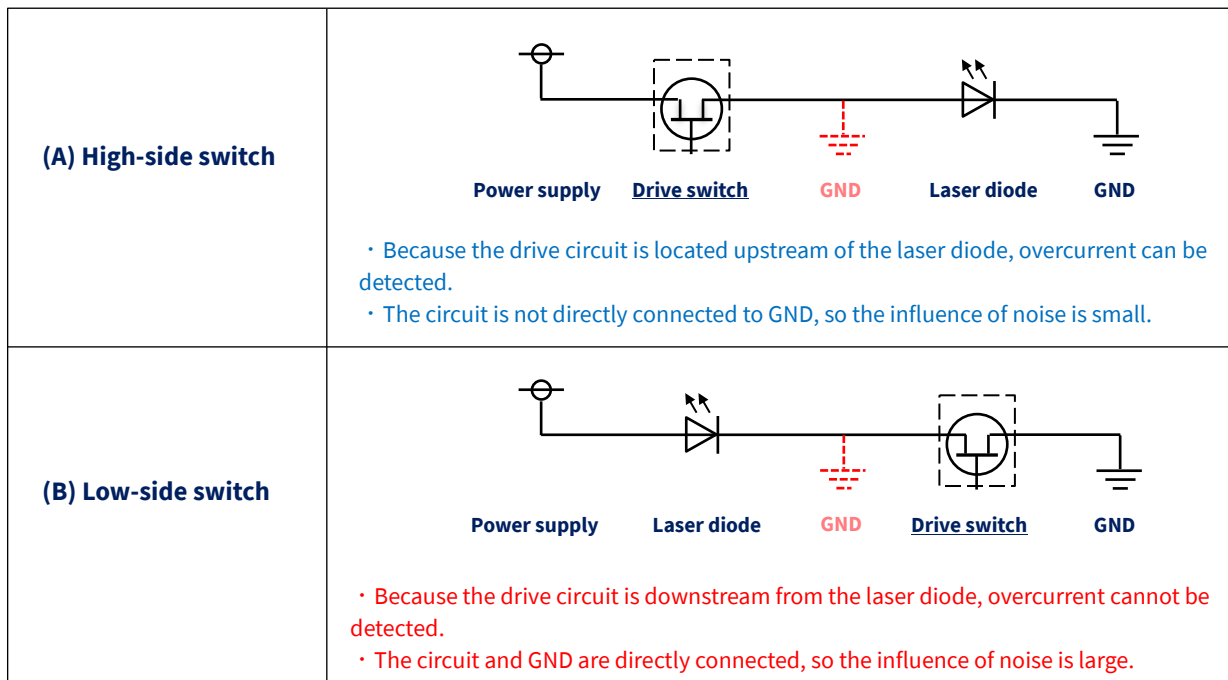 (A) High-side switch
Power supply Drive switch GND Laser diode GND
・Because the drive circuit is located upstream of the laser diode, overcurrent can be
detected.
・The circuit is not directly connected to GND, so the influence of noise is small.
(B) Low-side switch
Power supply Laser diode GND Drive switch GND
・Because the drive circuit is downstream from the laser diode, overcurrent cannot be
detected.
・The circuit and GND are directly connected, so the influence of noise is large.